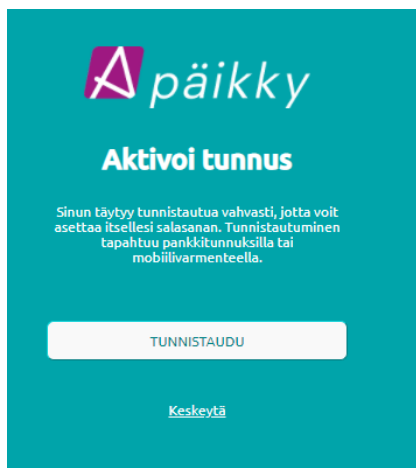 A päikky
Aktivoi tunnus
Sinun täytyy tunnistautua vahvasti, jotta voit
asettaa itsellesi salasanan. Tunnistautuminen
tapahtuu pankkitunnuksilla tai
mobiilivarmenteella.
TUNNISTAUDU
Keskeytä